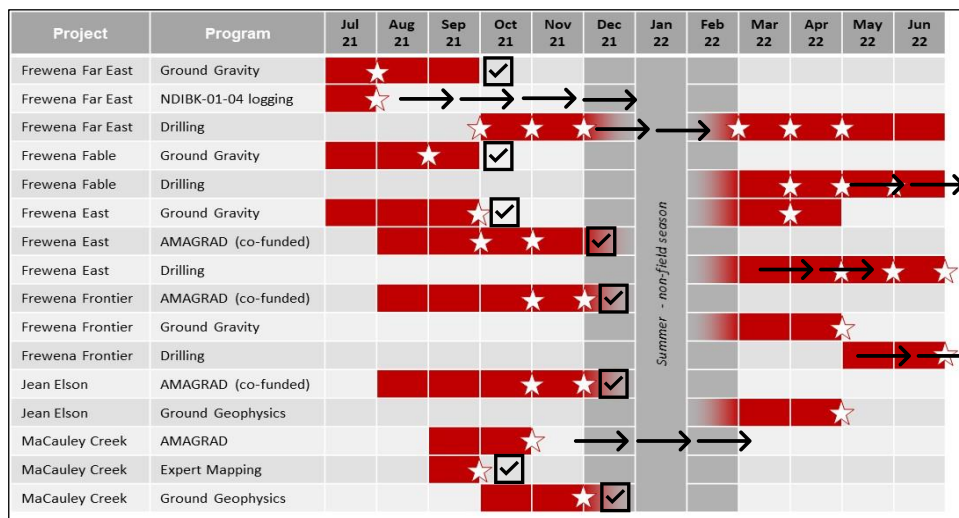 Project Program Jul 21 Aug 21 Sep 21 Oct 21 Nov 21 Dec 21 Jan 22 Feb 22 Mar 22 Apr 22 May 22 Jun 22
Frewena Far East Ground Gravity
Frewena Far East NDIBK-01-04 logging
Frewena Far East Drilling
Frewena Fable Ground Gravity
Frewena Fable Drilling
Frewena East Ground Gravity
Frewena East AMAGRAD (co-funded)
Frewena East Drilling
Frewena Frontier AMAGRAD (co-funded)
Frewena Frontier Ground Gravity
Frewena Frontier Drilling
Jean Elson AMAGRAD (co-funded)
Jean Elson Ground Geophysics
MaCauley Creek AMAGRAD
MaCauley Creek Expert Mapping
MaCauley Creek Ground Geophysics
Summer - non-field season